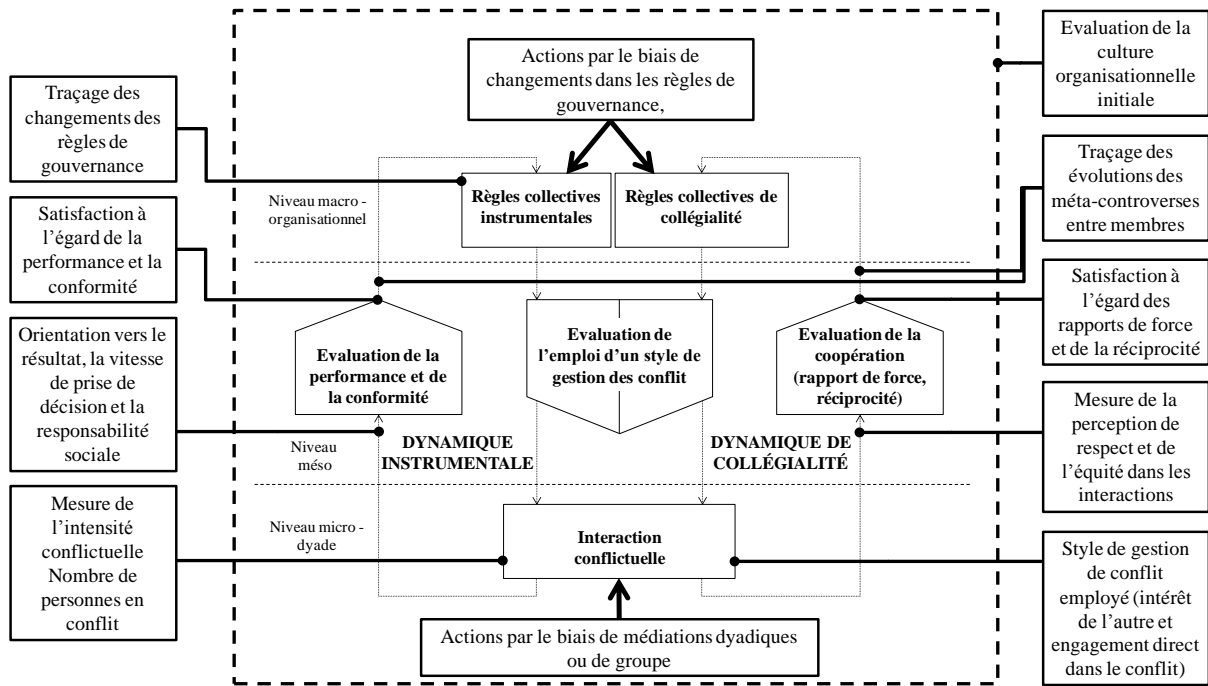 Actions par le biais de
changements dans les règles de
gouvernance,
Evaluation de la
culture
organisationnelle
initiale
Traçage des
changements des
règles de
gouvernance
Traçage des
évolutions des
méta-controverses
entre membres
Niveau macro -
organisationnel
Règles collectives
instrumentales
Règles collectives de
collégialité
Satisfaction à
l’égard de la
performance et la
conformité
Satisfaction à
l’égard des
rapports de force
et de la réciprocité
Orientation vers le
résultat, la vitesse
de prise de
décision et la
responsabilité
sociale
Evaluation de la
performance et de
la conformité
Evaluation de
l’emploi d’un style de
gestion des conflit
Evaluation de la
coopération
(rapport de force,
réciprocité)
Niveau
méso
DYNAMIQUE
INSTRUMENTALE
DYNAMIQUE DE
COLLÉGIALITÉ
Mesure de la
perception de
respect et de
l’équité dans les
interactions
Mesure de
l’intensité
conflictuelle
Nombre de
personnes en
conflit
Niveau micro -
dyade
Interaction
conflictuelle
Style de gestion
de conflit
employé (intérêt
de l’autre et
engagement direct
dans le conflit)
Actions par le biais de médiations dyadiques
ou de groupe